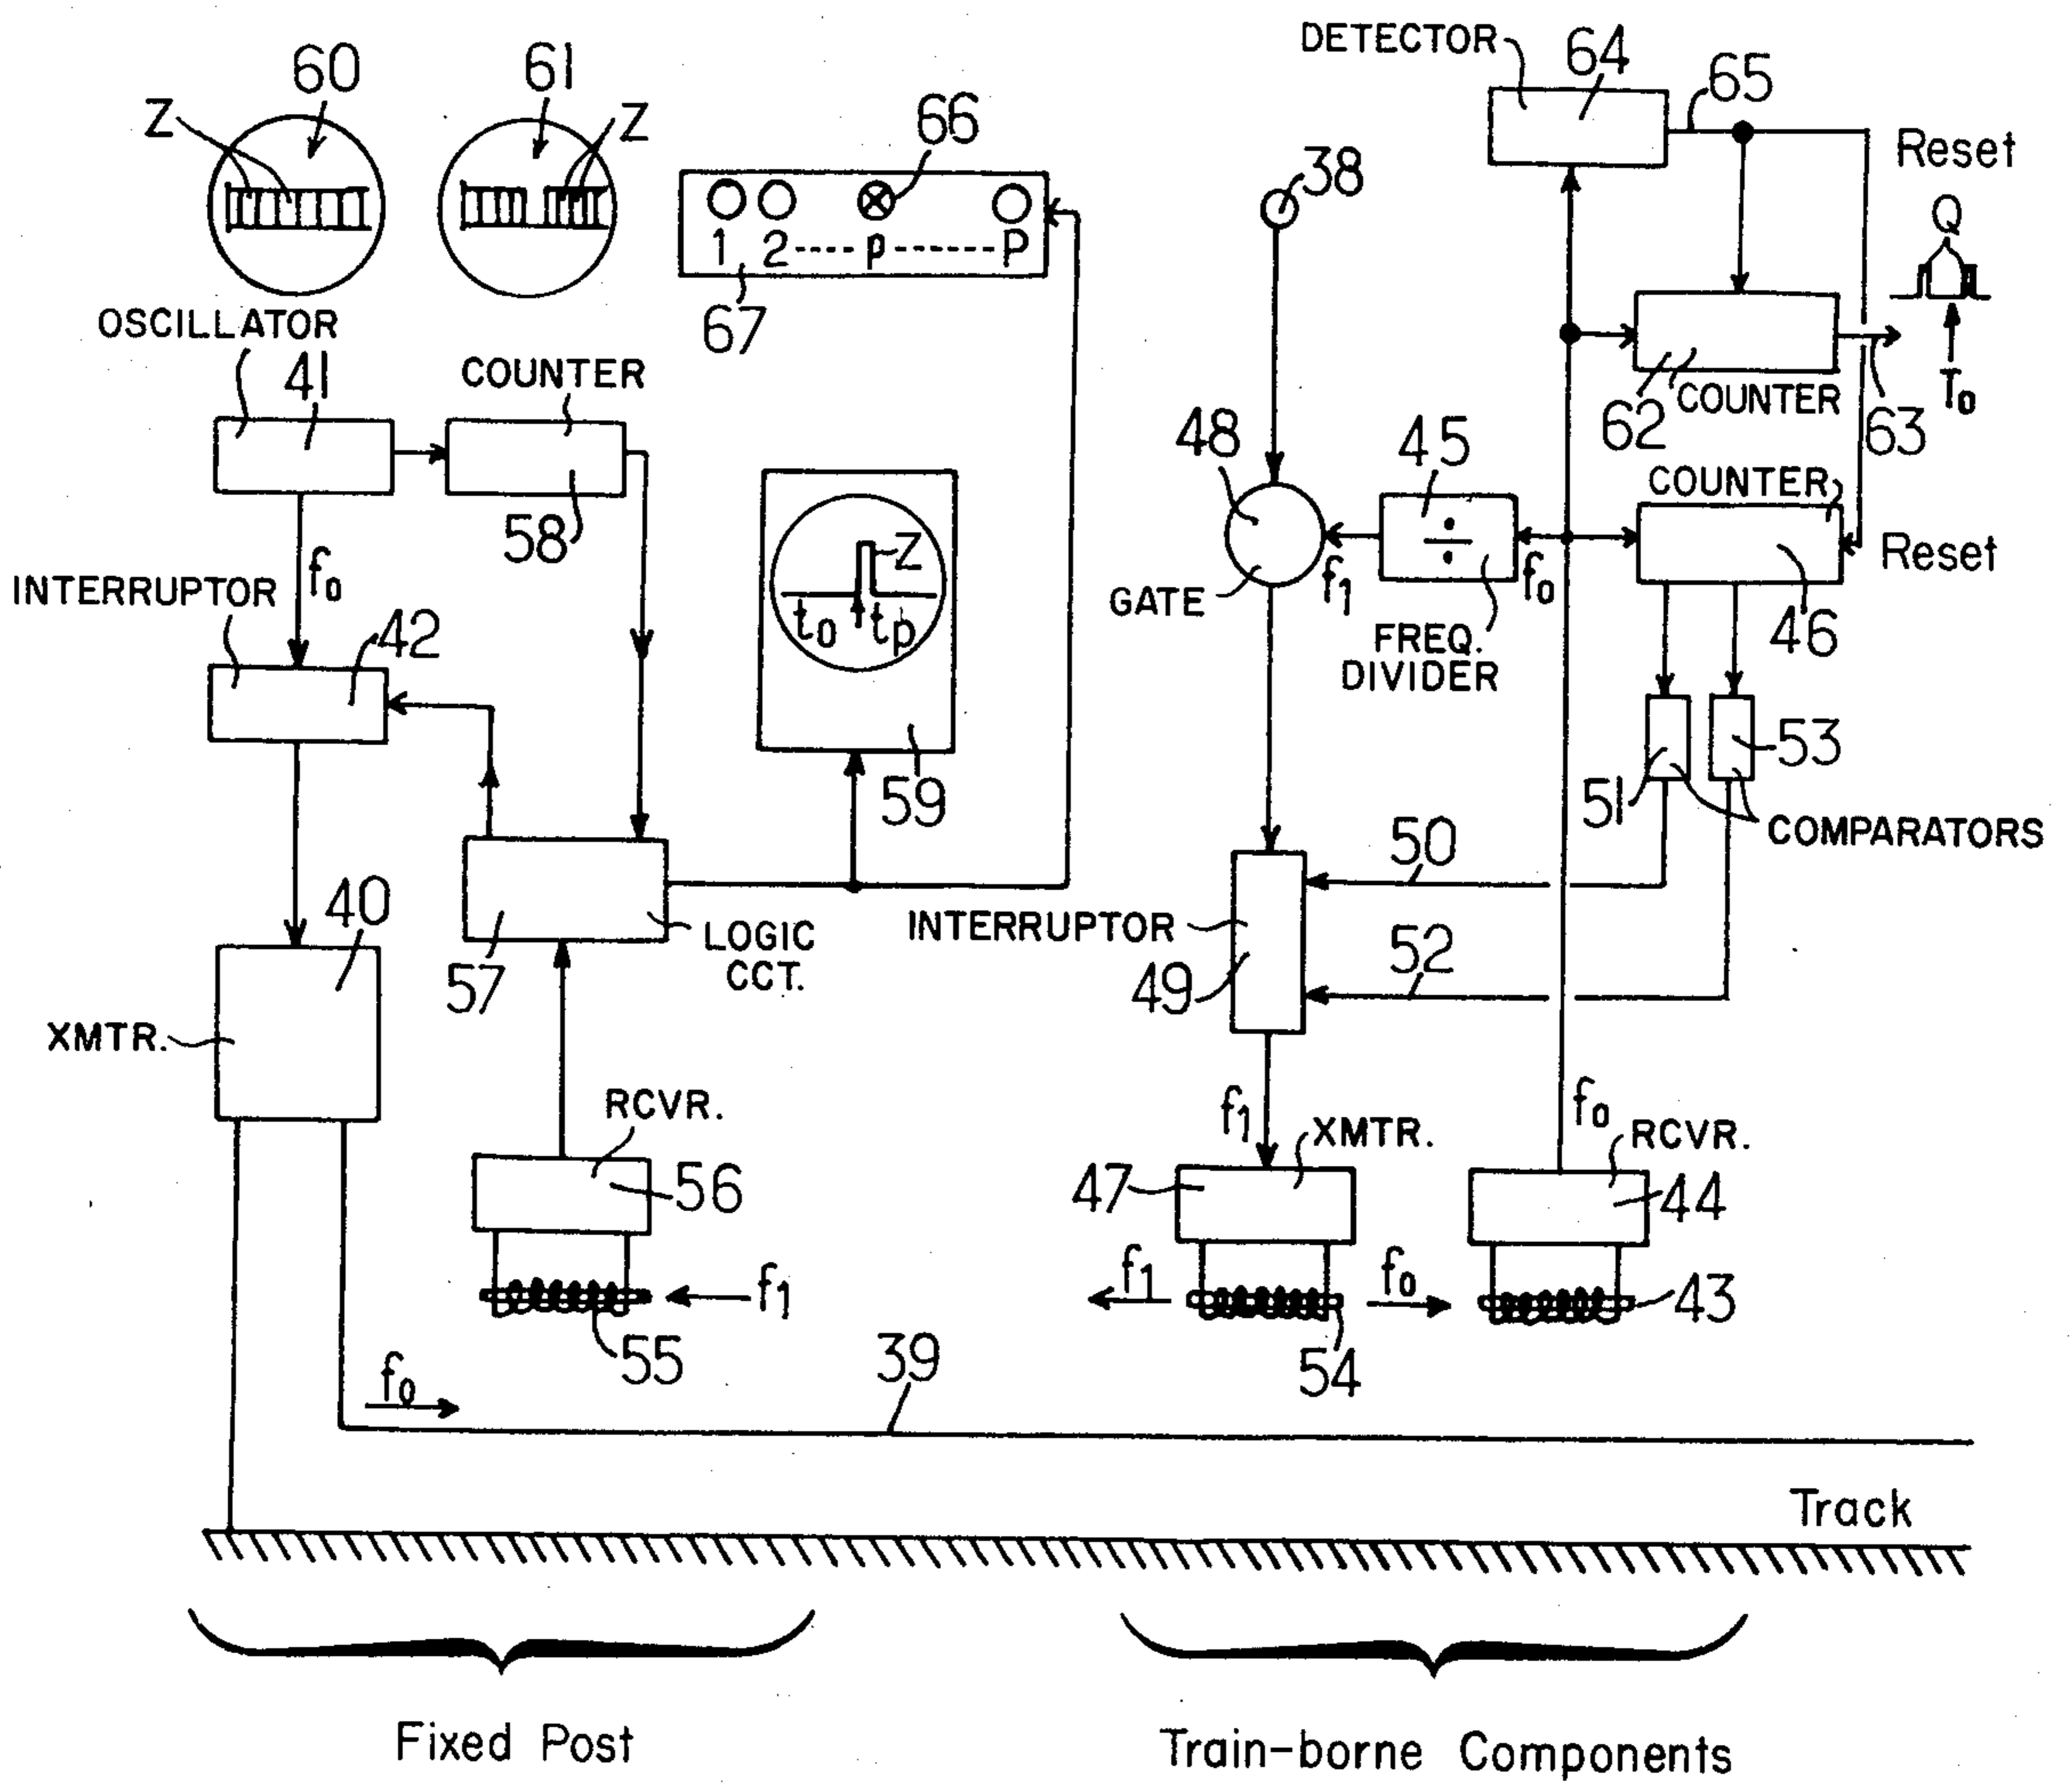 DETECTOR
64
65
60
61
66
Z
Z
38
Reset
1 2----p------P
Q
67
OSCILLATOR
41
COUNTER
62
COUNTER
63
T0
48
45
÷
COUNTER
58
f0
INTERRUPTOR
42
Z
t0 tp
59
GATE
f1
f0
FREQ.
DIVIDER
46
Reset
51
53
COMPARATORS
50
40
57
LOGIC
CCT.
INTERRUPTOR
49
52
XMTR.
RCVR.
56
f1
55
f1
XMTR.
47
f0
RCVR.
44
f1
f0
54
43
f0
39
Track
Fixed Post
Train-borne Components